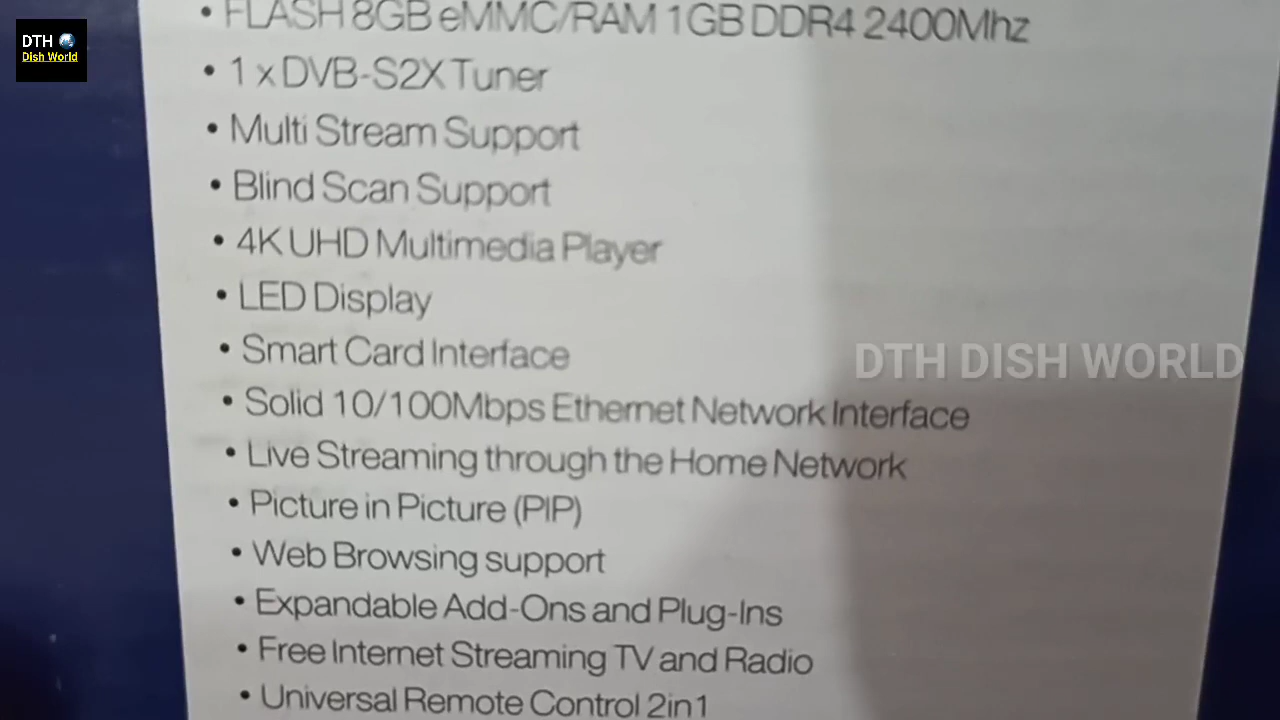 • FLASH 8GB eMMC/RAM 1GB DDR4 2400Mhz
DTH
Dish World
• 1 x DVB-S2X Tuner
• Multi Stream Support
• Blind Scan Support
• 4K UHD Multimedia Player
• LED Display
• Smart Card Interface
DTH DISH WORLD
• Solid 10/100Mbps Ethernet Network Interface
• Live Streaming through the Home Network
• Picture in Picture (PIP)
• Web Browsing support
• Expandable Add-Ons and Plug-Ins
• Free Internet Streaming TV and Radio
• Universal Remote Control 2in1